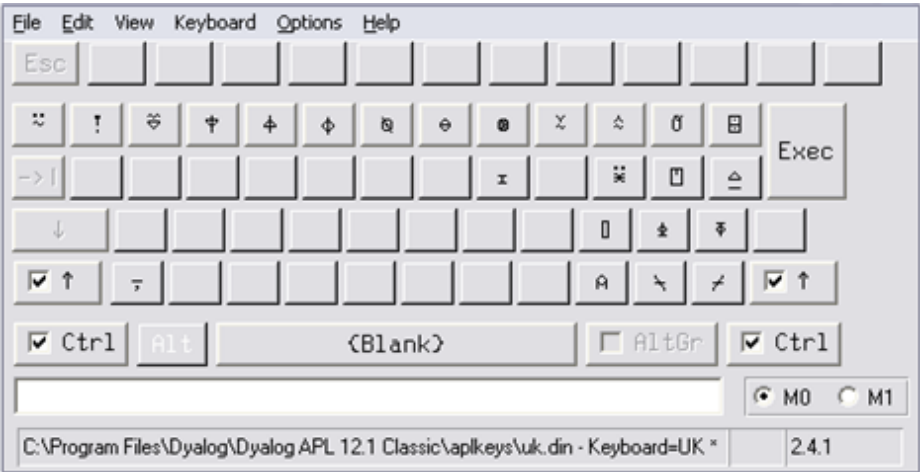 File Edit View Keyboard Options Help
Esc
⍨ ! ⍫ ⍒ ⍋ ⌽ ⍉ ⊖ ⍟ ⍱ ⍲ ⌹
Exec
->| ⌶ ⍣ ⍞ ⍙
↓ ⎕ ⍎ ⍕
↑ ⍪ ⍝ ⍀ ⌿ ↑
Ctrl Alt {Blank} AltGr Ctrl
M0 M1
C:\Program Files\Dyalog\Dyalog APL 12.1 Classic\aplkeys\uk.din - Keyboard=UK * 2.4.1